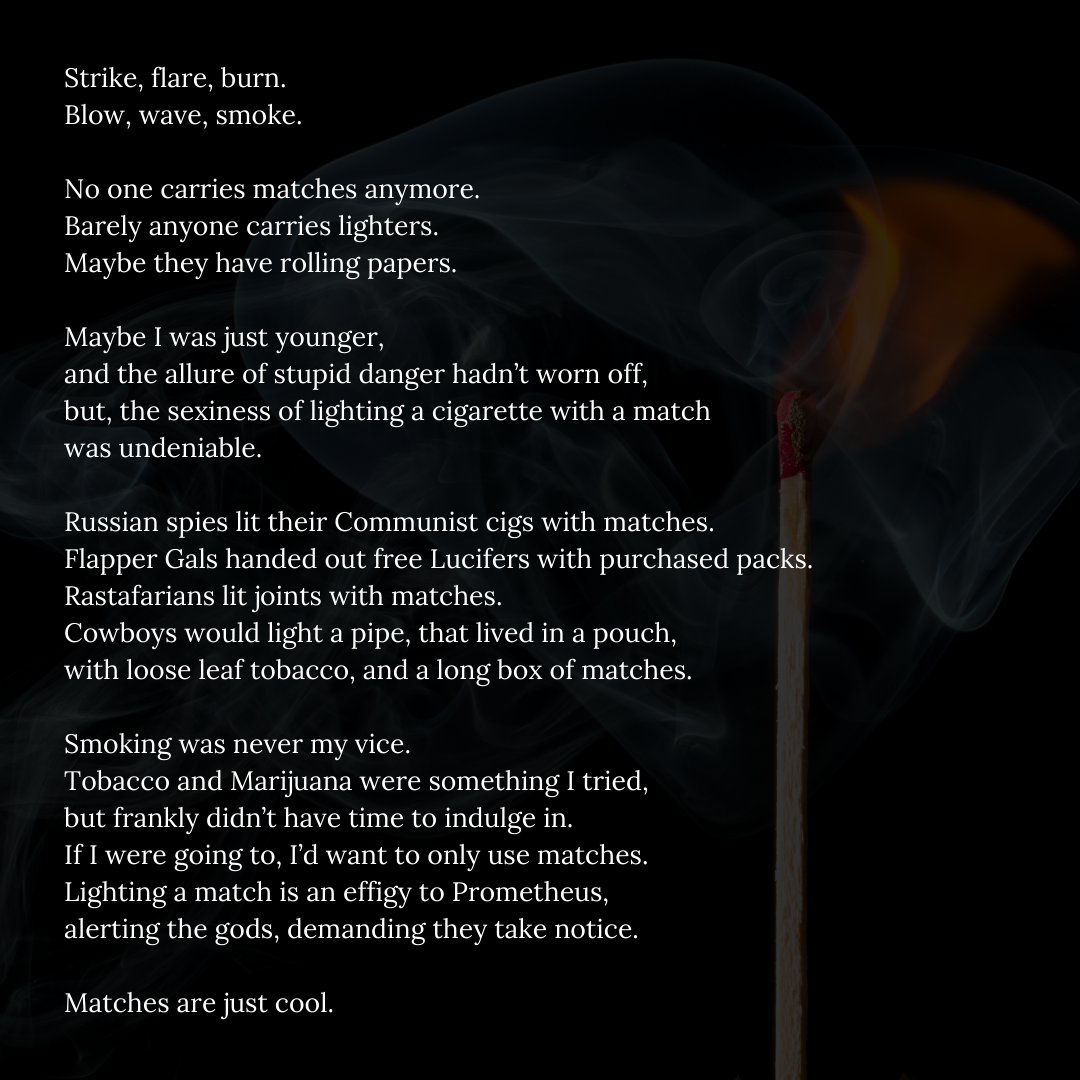 Strike, flare, burn.
Blow, wave, smoke.
No one carries matches anymore.
Barely anyone carries lighters.
Maybe they have rolling papers.
Maybe I was just younger,
and the allure of stupid danger hadn’t worn off,
but, the sexiness of lighting a cigarette with a match
was undeniable.
Russian spies lit their Communist cigs with matches.
Flapper Gals handed out free Lucifers with purchased packs.
Rastafarians lit joints with matches.
Cowboys would light a pipe, that lived in a pouch,
with loose leaf tobacco, and a long box of matches.
Smoking was never my vice.
Tobacco and Marijuana were something I tried,
but frankly didn’t have time to indulge in.
If I were going to, I’d want to only use matches.
Lighting a match is an effigy to Prometheus,
alerting the gods, demanding they take notice.
Matches are just cool.